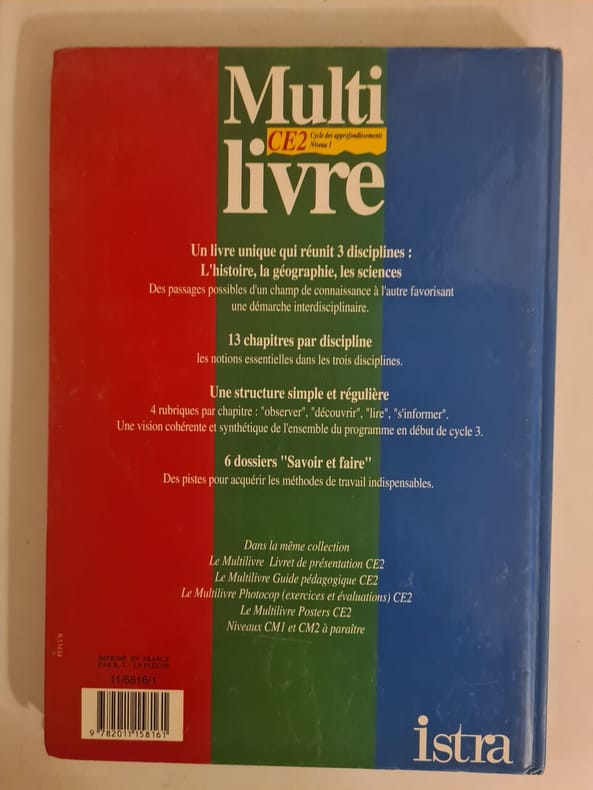 Multi
CE2 Cycle des approfondissements
Niveau 1
livre
Un livre unique qui réunit 3 disciplines :
L'histoire, la géographie, les sciences
Des passages possibles d'un champ de connaissance à l'autre favorisant
une démarche interdisciplinaire.
13 chapitres par discipline
les notions essentielles dans les trois disciplines.
Une structure simple et régulière
4 rubriques par chapitre : "observer", "découvrir", "lire", "s'informer".
Une vision cohérente et synthétique de l'ensemble du programme en début de cycle 3.
6 dossiers "Savoir et faire"
Des pistes pour acquérir les méthodes de travail indispensables.
Dans la même collection
Le Multilivre Livret de présentation CE2
Le Multilivre Guide pédagogique CE2
Le Multilivre Photocop (exercices et évaluations) CE2
Le Multilivre Posters CE2
Niveaux CM1 et CM2 à paraître
© PEPLUM
IMPRIMÉ EN FRANCE
PAR B. I. - LA FLÈCHE
11/5816/1
9 782011 158161
istra